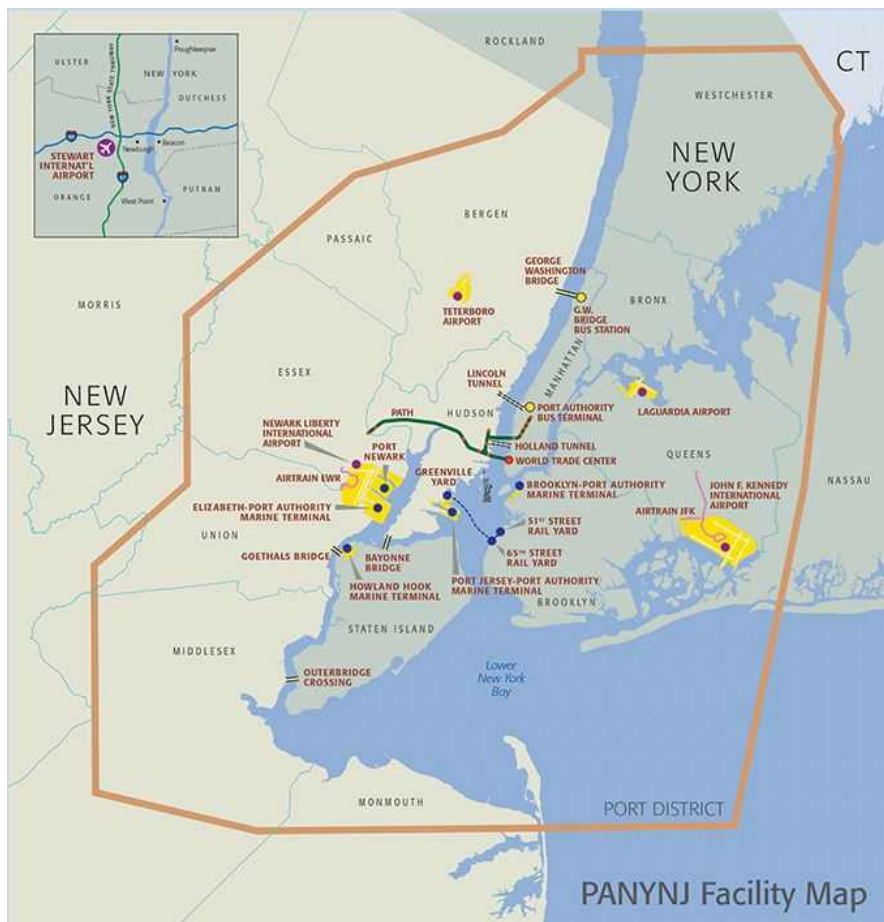 Poughkeepsie
ULSTER
New York State Thruway
NEW YORK
DUTCHESS
STEWART
INTERNAT'L
AIRPORT
Newburgh
Beacon
ORANGE
PUTNAM
West Point
ROCKLAND
CT
WESTCHESTER
NEW
YORK
BERGEN
PASSAIC
MORRIS
GEORGE
WASHINGTON
BRIDGE
TETERBORO
AIRPORT
G.W.
BRIDGE
BUS STATION
BRONX
MANHATTAN
ESSEX
NEW
JERSEY
LINCOLN
TUNNEL
HUDSON
PATH
PORT AUTHORITY
BUS TERMINAL
LAGUARDIA AIRPORT
NEWARK LIBERTY
INTERNATIONAL
AIRPORT
PORT
NEWARK
HOLLAND TUNNEL
WORLD TRADE CENTER
QUEENS
NASSAU
AIRTRAIN EWR
GREENVILLE
YARD
BROOKLYN-PORT AUTHORITY
MARINE TERMINAL
JOHN F. KENNEDY
INTERNATIONAL
AIRPORT
AIRTRAIN JFK
ELIZABETH-PORT AUTHORITY
MARINE TERMINAL
51ST STREET
RAIL YARD
UNION
GOETHALS BRIDGE
BAYONNE
BRIDGE
65TH STREET
RAIL YARD
HOWLAND HOOK
MARINE TERMINAL
PORT JERSEY-PORT AUTHORITY
MARINE TERMINAL
BROOKLYN
STATEN ISLAND
MIDDLESEX
OUTERBRIDGE
CROSSING
Lower
New York
Bay
MONMOUTH
PORT DISTRICT
PANYNJ Facility Map